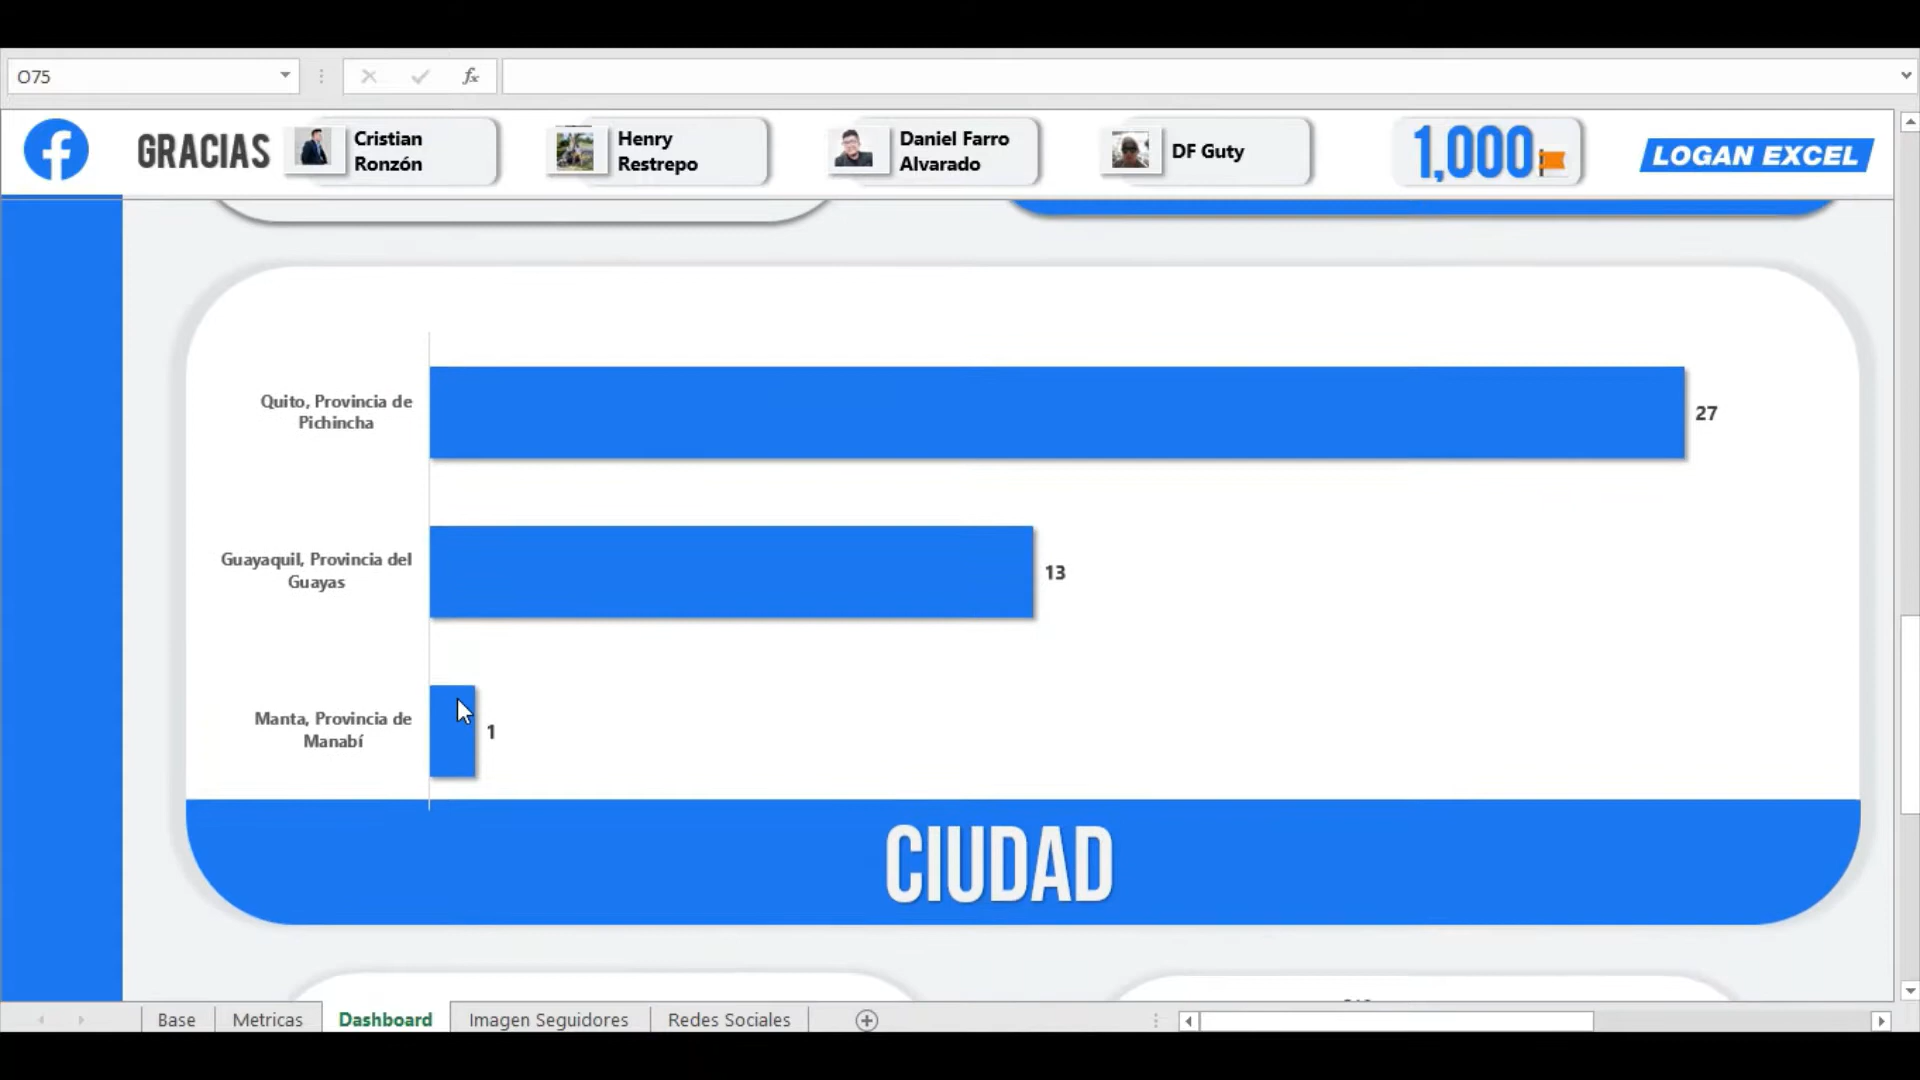 O75
fx
GRACIAS
Cristian
Ronzón
Henry
Restrepo
Daniel Farro
Alvarado
DF Guty
1,000
LOGAN EXCEL
Quito, Provincia de
Pichincha
27
Guayaquil, Provincia del
Guayas
13
Manta, Provincia de
Manabí
1
CIUDAD
Base
Metricas
Dashboard
Imagen Seguidores
Redes Sociales